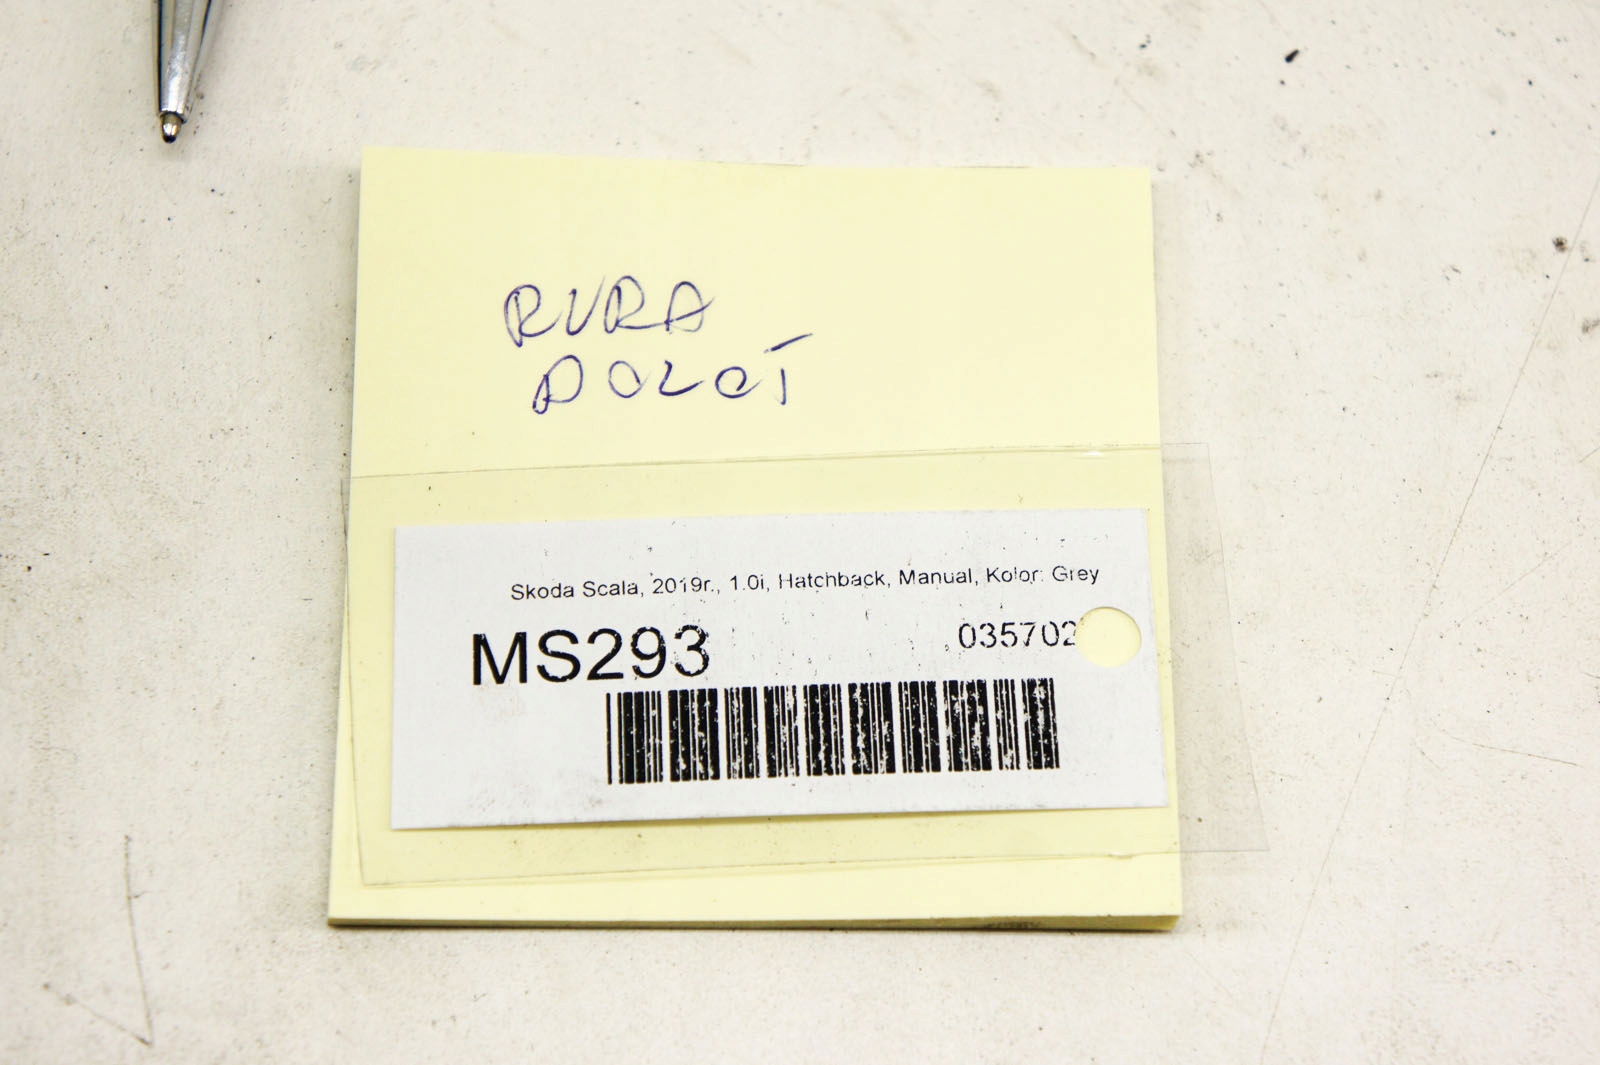 RURA
DOLOT
Skoda Scala, 2019r., 1.0i, Hatchback, Manual, Kolor: Grey
MS293
035702